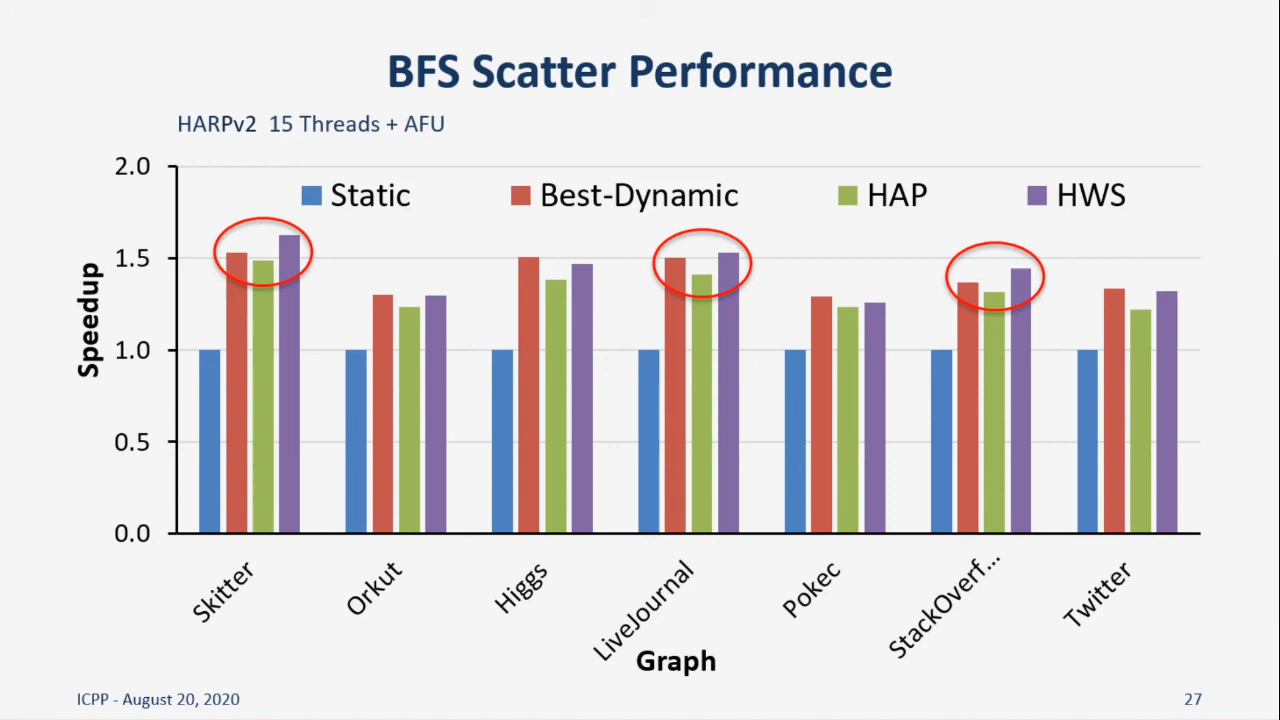 BFS Scatter Performance
HARPv2 15 Threads + AFU
Static Best-Dynamic HAP HWS
2.0
1.5
1.0
0.5
0.0
Speedup
Skitter
Orkut
Higgs
LiveJournal
Pokec
StackOverf...
Twitter
Graph
ICPP - August 20, 2020
27